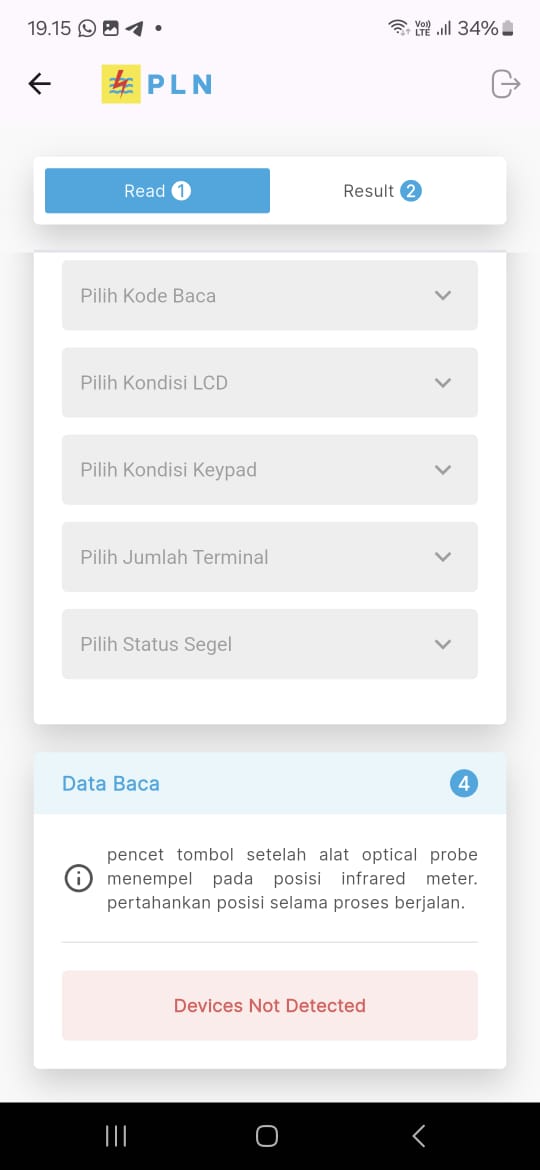 19.15 Vo)) LTE 34%
PLN
Read 1 Result 2
Pilih Kode Baca
Pilih Kondisi LCD
Pilih Kondisi Keypad
Pilih Jumlah Terminal
Pilih Status Segel
Data Baca 4
pencet tombol setelah alat optical probe
menempel pada posisi infrared meter.
pertahankan posisi selama proses berjalan.
Devices Not Detected